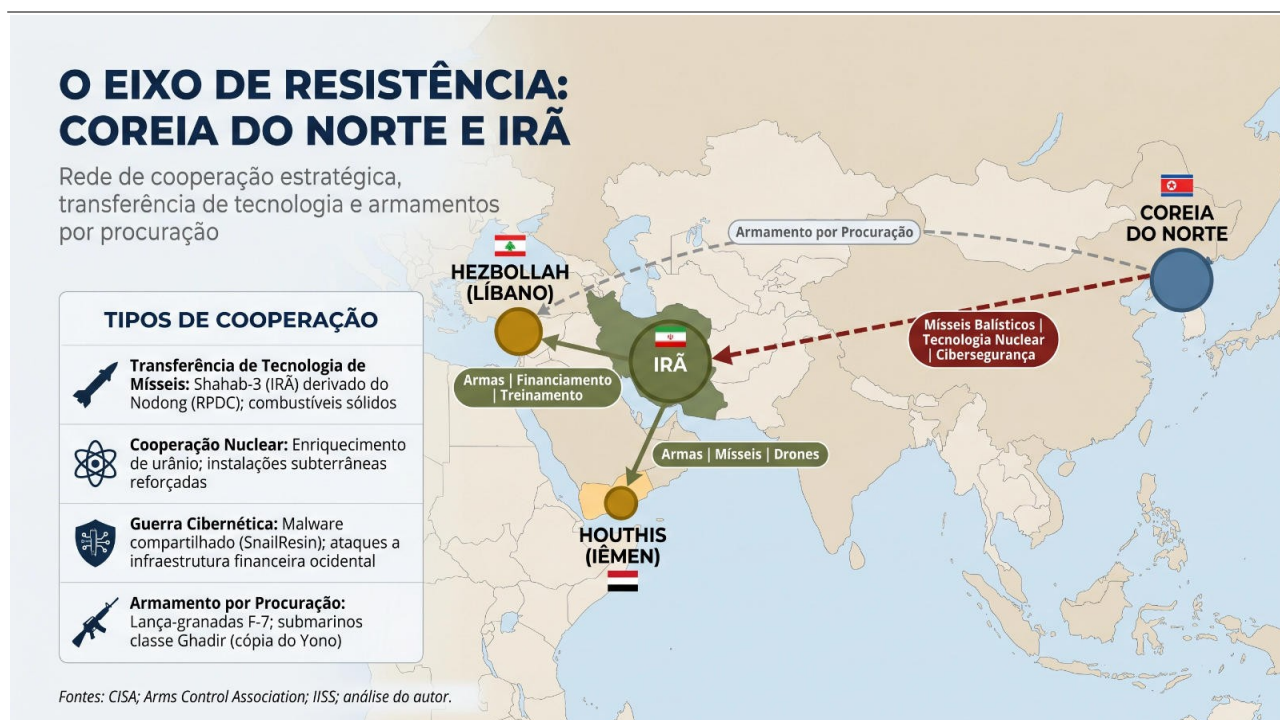 O EIXO DE RESISTÊNCIA:
COREIA DO NORTE E IRÃ
Rede de cooperação estratégica,
transferência de tecnologia e armamentos
por procuração
TIPOS DE COOPERAÇÃO
Transferência de Tecnologia de
Mísseis: Shahab-3 (IRÃ) derivado do
Nodong (RPDC); combustíveis sólidos
Cooperação Nuclear: Enriquecimento
de urânio; instalações subterrâneas
reforçadas
Guerra Cibernética: Malware
compartilhado (SnailResin); ataques a
infraestrutura financeira ocidental
Armamento por Procuração:
Lança-granadas F-7; submarinos
classe Ghadir (cópia do Yono)
Fontes: CISA; Arms Control Association; IISS; análise do autor.
HEZBOLLAH
(LÍBANO)
Armas | Financiamento
| Treinamento
IRÃ
Armas | Mísseis | Drones
HOUTHIS
(IÊMEN)
Armamento por Procuração
Mísseis Balísticos |
Tecnologia Nuclear
| Cibersegurança
COREIA
DO NORTE